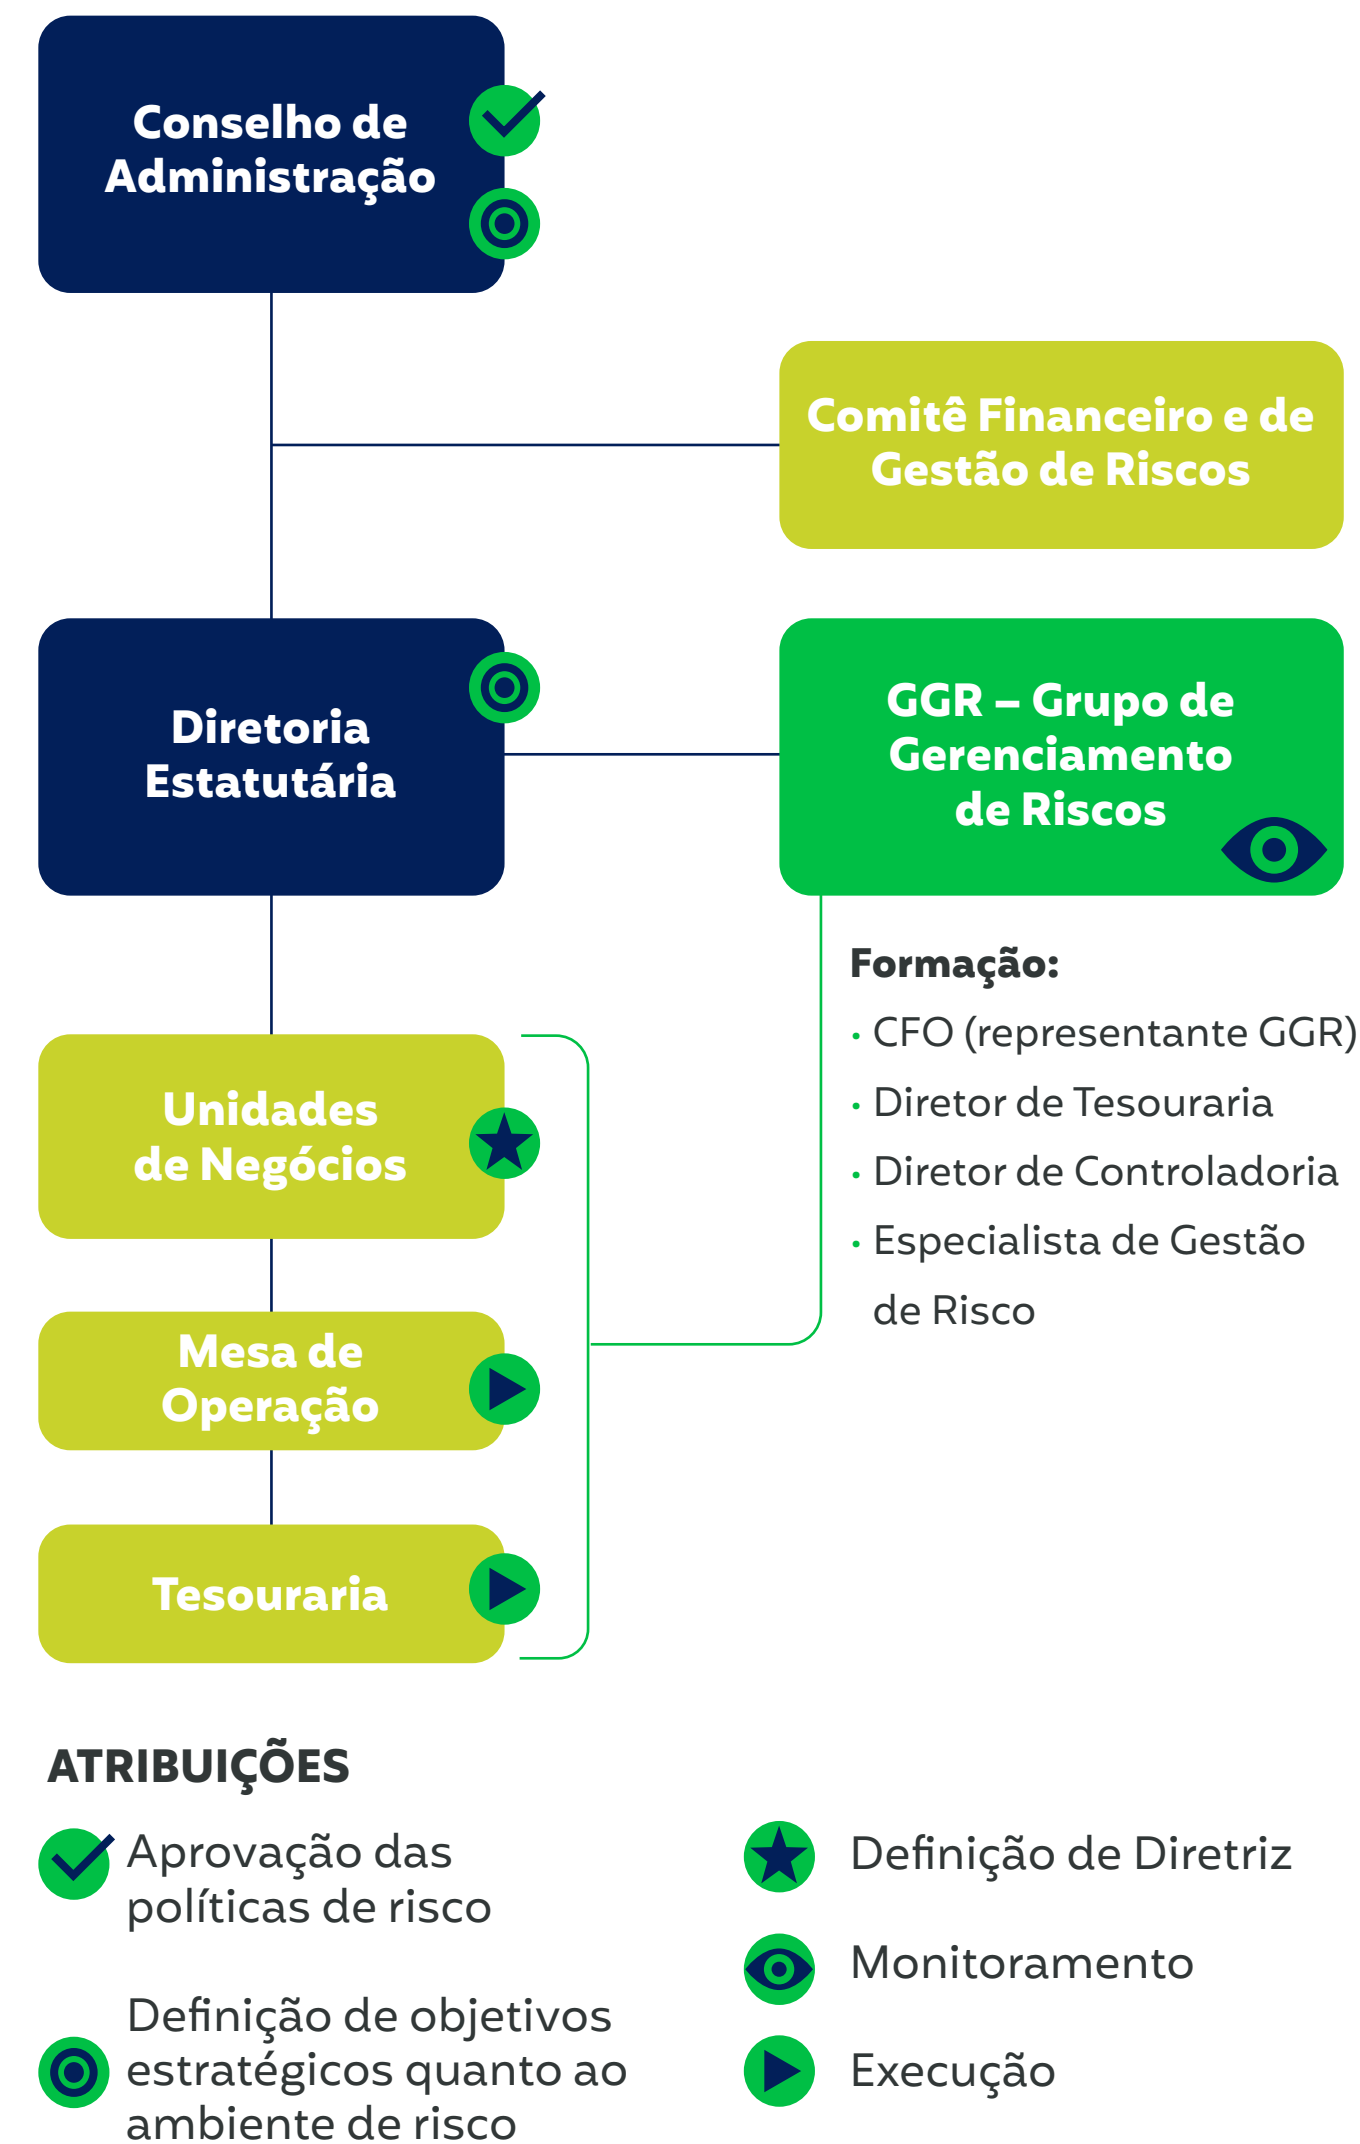 Conselho de
Administração
Comitê Financeiro e de
Gestão de Riscos
Diretoria
Estatutária
GGR – Grupo de
Gerenciamento
de Riscos
Formação:
• CFO (representante GGR)
• Diretor de Tesouraria
• Diretor de Controladoria
• Especialista de Gestão
de Risco
Unidades
de Negócios
Mesa de
Operação
Tesouraria
ATRIBUIÇÕES
Aprovação das
políticas de risco
Definição de objetivos
estratégicos quanto ao
ambiente de risco
Definição de Diretriz
Monitoramento
Execução